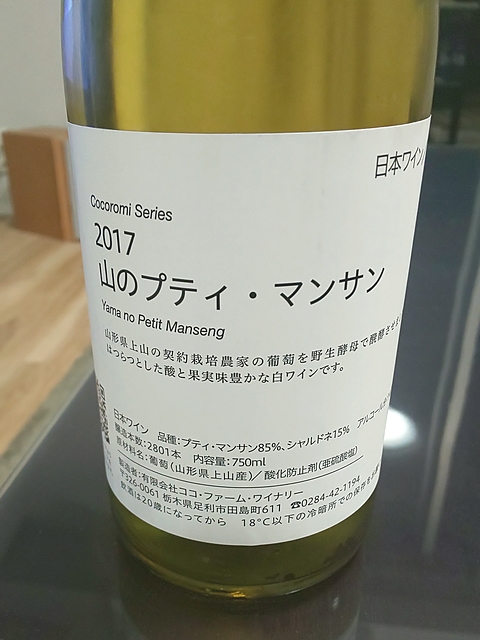 日本ワイン
Cocoromi Series
2017
山のプティ・マンサン
Yama no Petit Manseng
山形県上山の契約栽培農家の葡萄を野生酵母で醗酵させ
はつらつとした酸と果実味豊かな白ワインです。
日本ワイン 品種:プティ・マンサン85%、シャルドネ15% アルコール
醸造本数:2801本 内容量:750ml
原材料名:葡萄(山形県上山産)/酸化防止剤(亜硫酸塩)
製造者:有限会社ココ・ファーム・ワイナリー
〒326-0061 栃木県足利市田島町611 ☎0284-42-1194
飲酒は20歳になってから 18°C以下の冷暗所での保存を